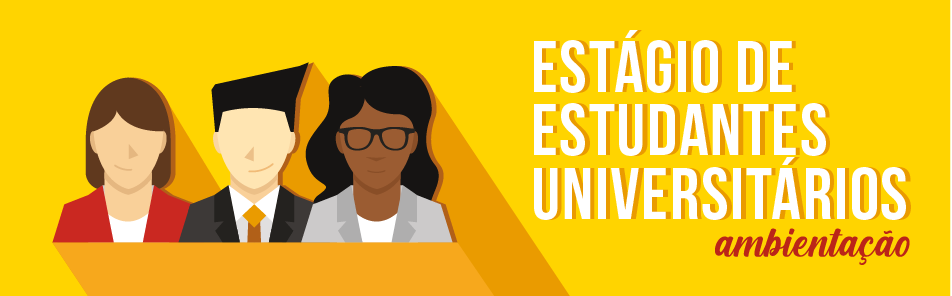 ESTÁGIO DE
ESTUDANTES
UNIVERSITÁRIOS
ambientação